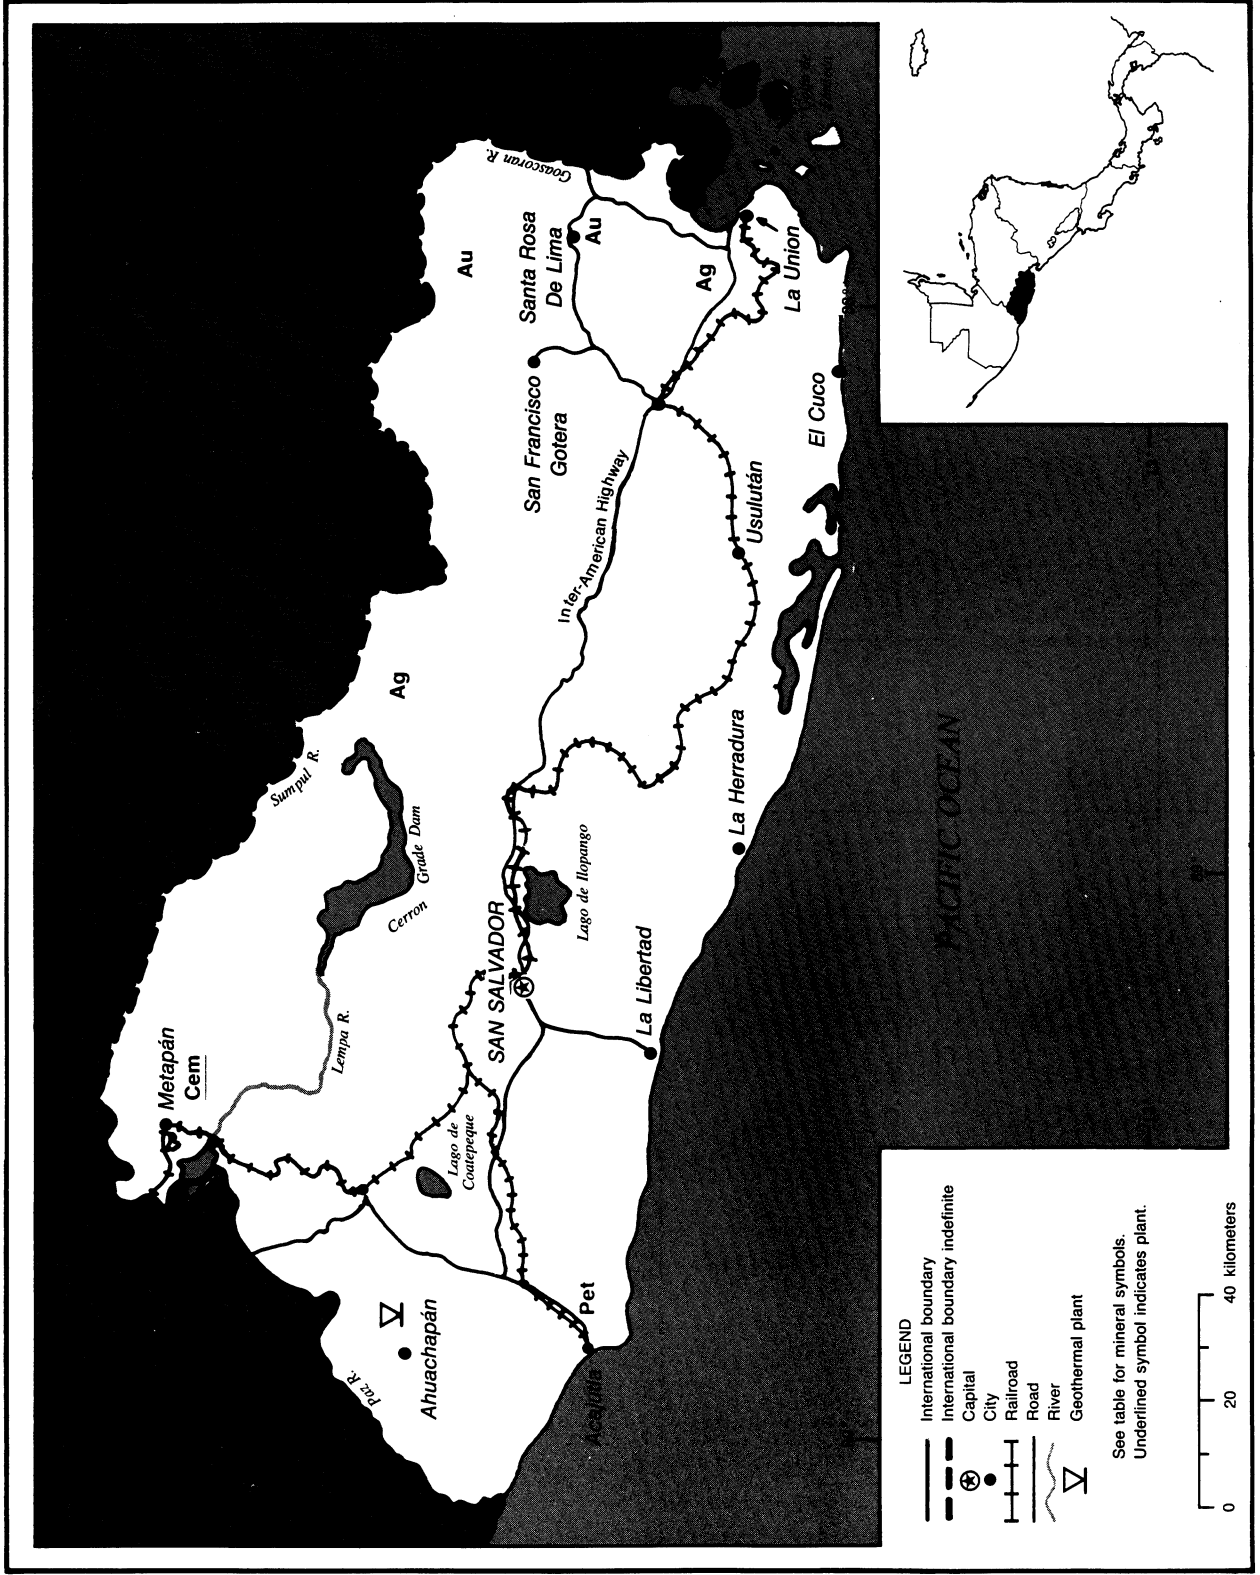 Metapán
Cem
Lempa R.
Sumpul R.
Cerron
Grade Dam
Ag
Au
Goascoran R.
Santa Rosa
De Lima
Au
San Francisco
Gotera
Ag
La Union
Inter-American Highway
El Cuco
Usulután
La Herradura
Lago de Ilopango
SAN SALVADOR
La Libertad
Lago de
Coatepeque
Paz R.
Ahuachapán
Pet
Acajutla
PACIFIC OCEAN
LEGEND
International boundary
International boundary indefinite
Capital
City
Railroad
Road
River
Geothermal plant
See table for mineral symbols.
Underlined symbol indicates plant.
0 20 40 kilometers